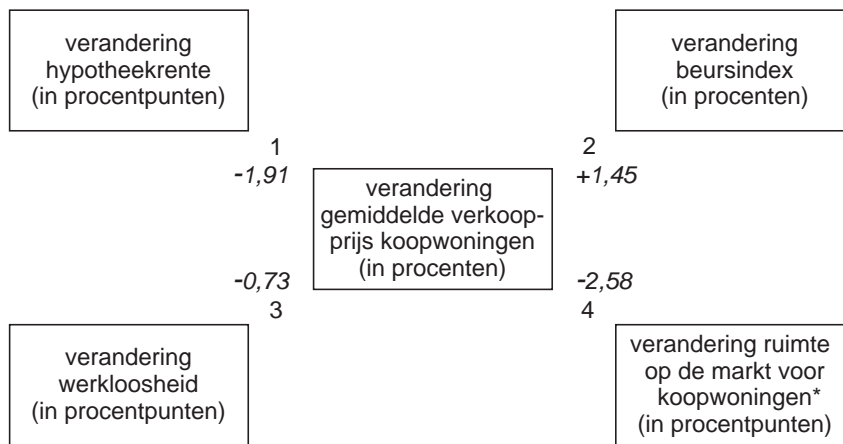 verandering
hypotheekrente
(in procentpunten)
verandering
beursindex
(in procenten)
1
-1,91
2
+1,45
verandering
gemiddelde verkoop-
prijs koopwoningen
(in procenten)
-0,73
3
-2,58
4
verandering
werkloosheid
(in procentpunten)
verandering ruimte
op de markt voor
koopwoningen*
(in procentpunten)